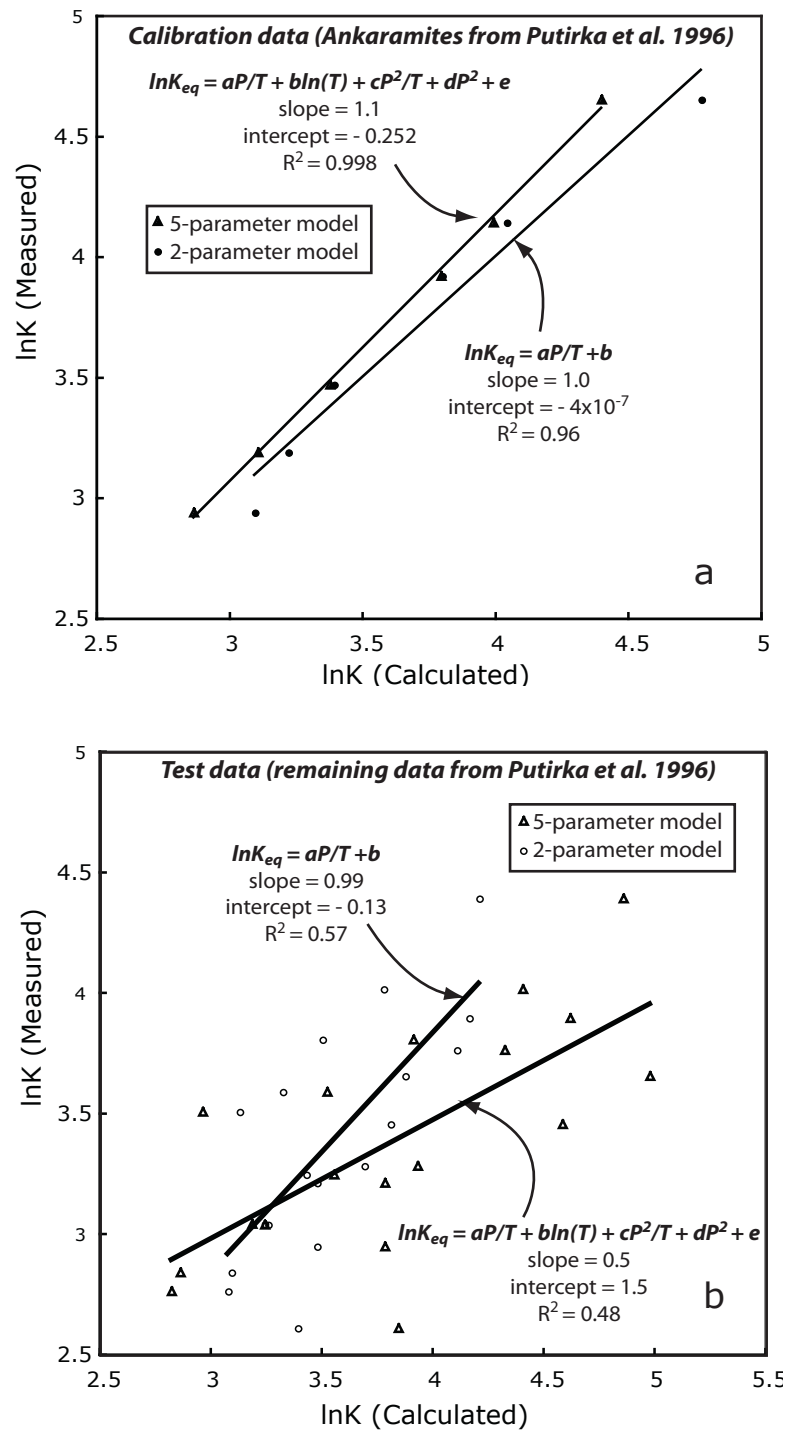 Calibration data (Ankaramites from Putirka et al. 1996)
lnKeq = aP/T + bln(T) + cP²/T + dP² + e
slope = 1.1
intercept = - 0.252
R² = 0.998
5-parameter model
2-parameter model
lnKeq = aP/T +b
slope = 1.0
intercept = - 4x10⁻⁷
R² = 0.96
a
5
4.5
4
3.5
3
2.5
2.5
3
3.5
4
4.5
5
lnK (Measured)
lnK (Calculated)
Test data (remaining data from Putirka et al. 1996)
5-parameter model
2-parameter model
lnKeq = aP/T +b
slope = 0.99
intercept = - 0.13
R² = 0.57
lnKeq = aP/T + bln(T) + cP²/T + dP² + e
slope = 0.5
intercept = 1.5
R² = 0.48
b
5
4.5
4
3.5
3
2.5
2.5
3
3.5
4
4.5
5
5.5
lnK (Measured)
lnK (Calculated)